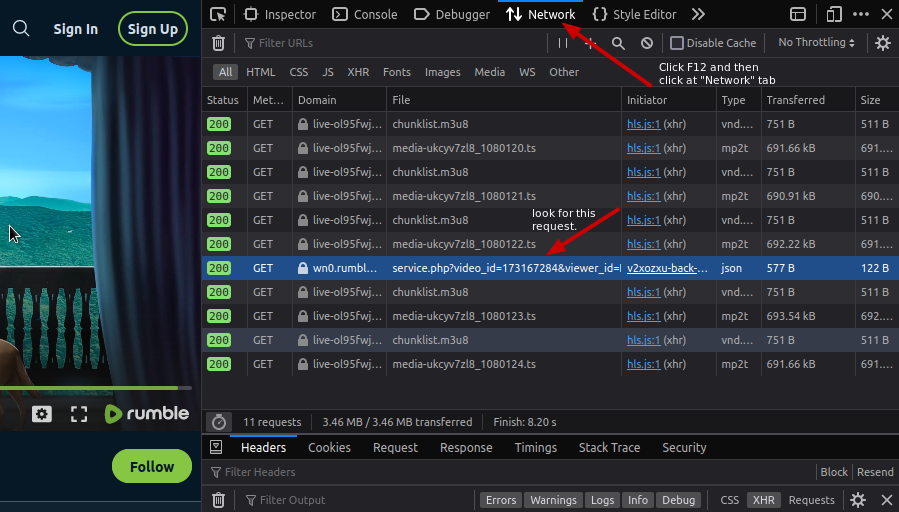 Sign In
Sign Up
Inspector
Console
Debugger
Network
Style Editor
Filter URLs
Disable Cache
No Throttling
All
HTML
CSS
JS
XHR
Fonts
Images
Media
WS
Other
Click F12 and then
click at "Network" tab
Status Met... Domain File Initiator Type Transferred Size
200 GET live-ol95fwj... chunklist.m3u8 hls.js:1 (xhr) vnd.... 751 B 511 B
200 GET live-ol95fwj... media-ukcyv7zl8_1080120.ts hls.js:1 (xhr) mp2t 691.66 kB 691....
200 GET live-ol95fwj... chunklist.m3u8 hls.js:1 (xhr) vnd.... 751 B 511 B
200 GET live-ol95fwj... media-ukcyv7zl8_1080121.ts hls.js:1 (xhr) mp2t 690.91 kB 690....
look for this
request.
200 GET live-ol95fwj... chunklist.m3u8 hls.js:1 (xhr) vnd.... 751 B 511 B
200 GET live-ol95fwj... media-ukcyv7zl8_1080122.ts hls.js:1 (xhr) mp2t 692.22 kB 691....
200 GET wn0.rumbl... service.php?video_id=173167284&viewer_id= v2xozxu-back-... json 577 B 122 B
200 GET live-ol95fwj... chunklist.m3u8 hls.js:1 (xhr) vnd.... 751 B 511 B
200 GET live-ol95fwj... media-ukcyv7zl8_1080123.ts hls.js:1 (xhr) mp2t 693.54 kB 692....
200 GET live-ol95fwj... chunklist.m3u8 hls.js:1 (xhr) vnd.... 751 B 511 B
200 GET live-ol95fwj... media-ukcyv7zl8_1080124.ts hls.js:1 (xhr) mp2t 691.66 kB 691....
rumble
11 requests
3.46 MB / 3.46 MB transferred
Finish: 8.20 s
Headers
Cookies
Request
Response
Timings
Stack Trace
Security
Follow
Filter Headers
Block
Resend
Filter Output
Errors
Warnings
Logs
Info
Debug
CSS
XHR
Requests